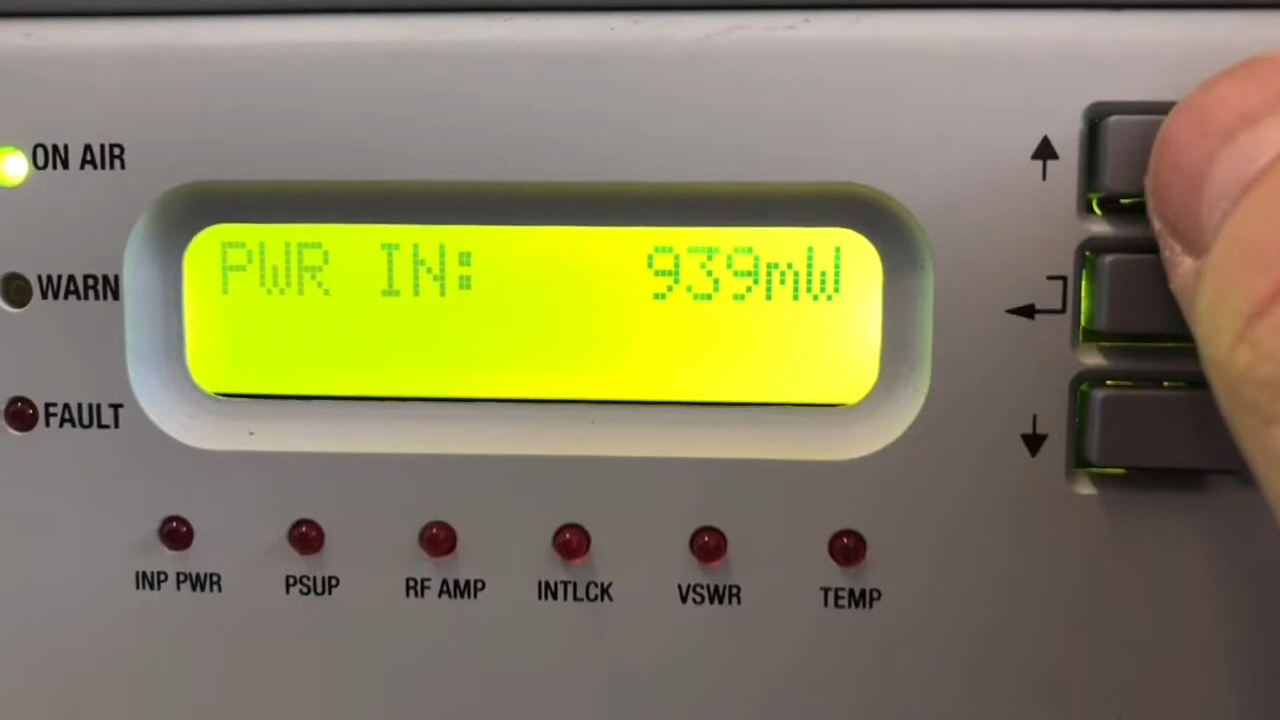 ON AIR
WARN
FAULT
PWR IN: 939mW
INP PWR
PSUP
RF AMP
INTLCK
VSWR
TEMP